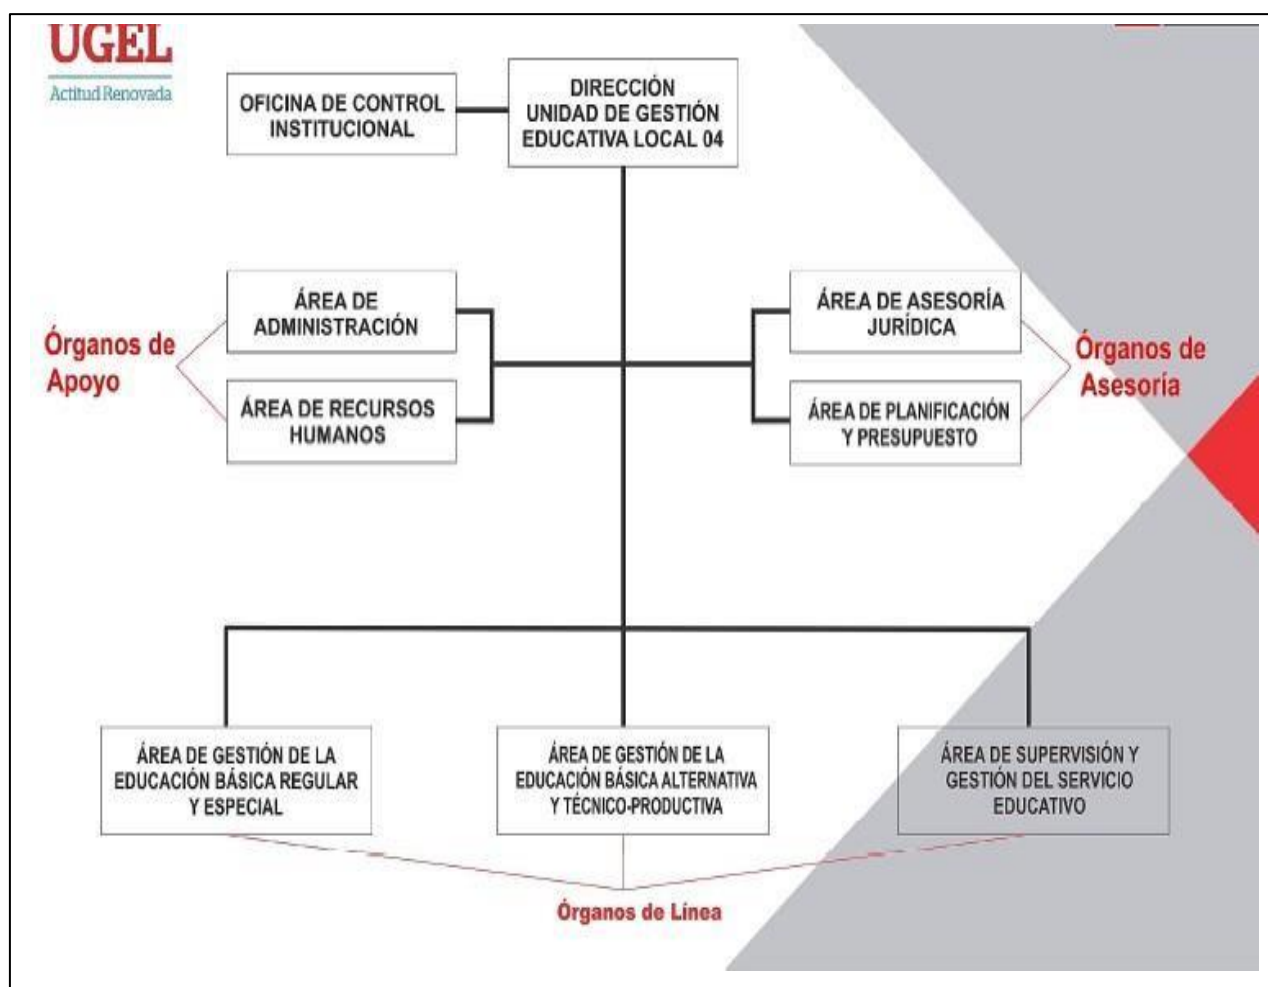 UGEL
Actitud Renovada
OFICINA DE CONTROL
INSTITUCIONAL
DIRECCIÓN
UNIDAD DE GESTIÓN
EDUCATIVA LOCAL 04
Órganos de
Apoyo
ÁREA DE
ADMINISTRACIÓN
ÁREA DE RECURSOS
HUMANOS
ÁREA DE ASESORÍA
JURÍDICA
ÁREA DE PLANIFICACIÓN
Y PRESUPUESTO
Órganos de
Asesoría
ÁREA DE GESTIÓN DE LA
EDUCACIÓN BÁSICA REGULAR
Y ESPECIAL
ÁREA DE GESTIÓN DE LA
EDUCACIÓN BÁSICA ALTERNATIVA
Y TÉCNICO-PRODUCTIVA
ÁREA DE SUPERVISIÓN Y
GESTIÓN DEL SERVICIO
EDUCATIVO
Órganos de Línea